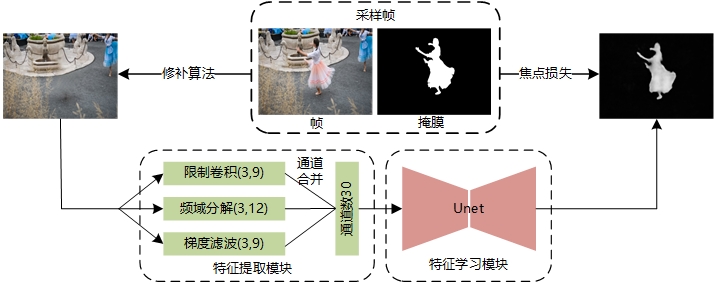 采样帧
修补算法
焦点损失
帧
掩膜
限制卷积(3,9)
频域分解(3,12)
梯度滤波(3,9)
通道
合并
通道数30
Unet
特征提取模块
特征学习模块